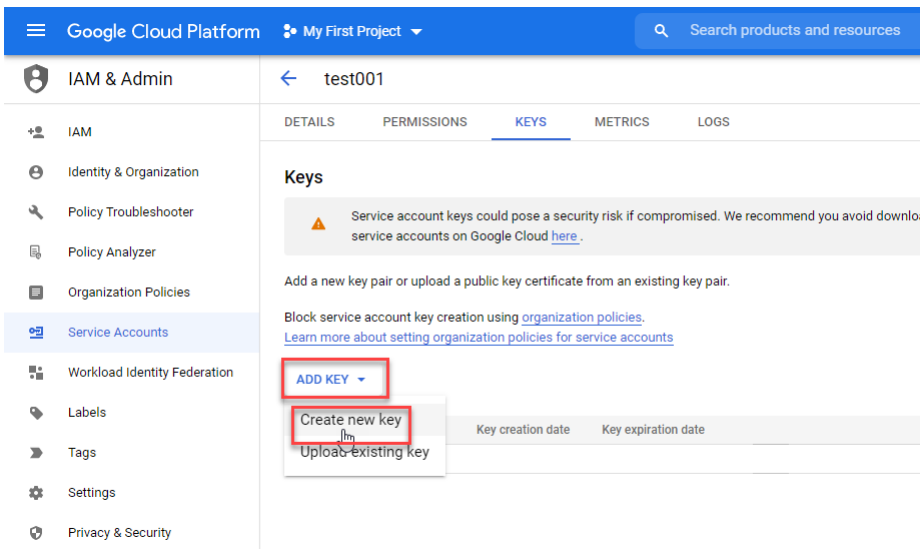 Google Cloud Platform
My First Project
Search products and resources
IAM & Admin
test001
IAM
Identity & Organization
Policy Troubleshooter
Policy Analyzer
Organization Policies
Service Accounts
Workload Identity Federation
Labels
Tags
Settings
Privacy & Security
DETAILS PERMISSIONS KEYS METRICS LOGS
Keys
Service account keys could pose a security risk if compromised. We recommend you avoid downloa
service accounts on Google Cloud here .
Add a new key pair or upload a public key certificate from an existing key pair.
Block service account key creation using organization policies.
Learn more about setting organization policies for service accounts
ADD KEY
Create new key
Upload existing key
Key creation date Key expiration date